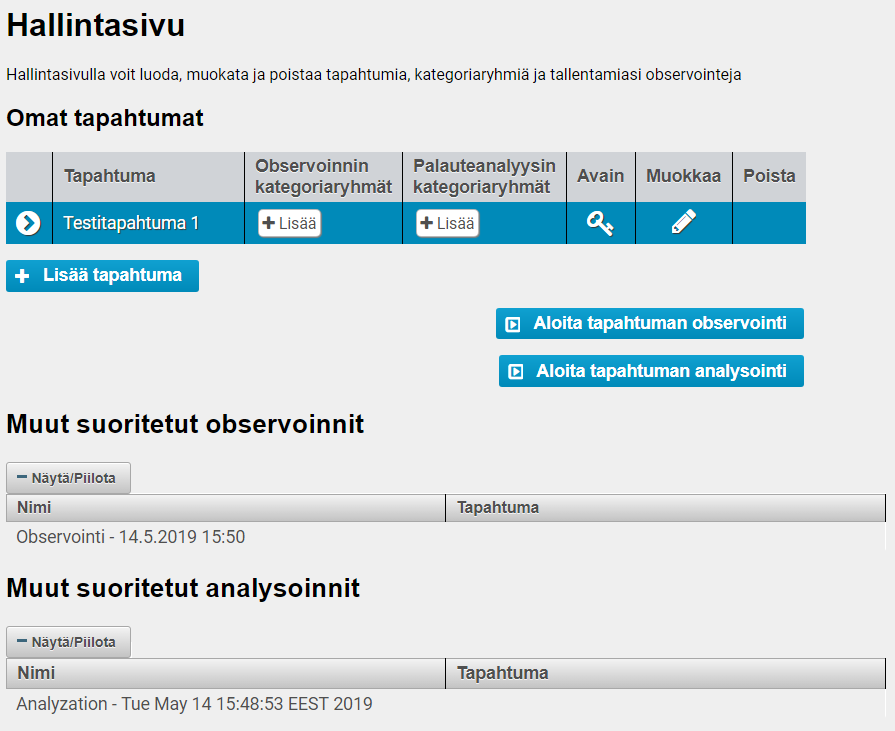 Hallintasivu
Hallintasivulla voit luoda, muokata ja poistaa tapahtumia, kategoriaryhmiä ja tallentamiasi observointeja
Omat tapahtumat
Tapahtuma
Observoinnin
kategoriaryhmät
Palauteanalyysin
kategoriaryhmät
Avain
Muokkaa
Poista
Testitapahtuma 1
Lisää
Lisää
Lisää tapahtuma
Aloita tapahtuman observointi
Aloita tapahtuman analysointi
Muut suoritetut observoinnit
Näytä/Piilota
Nimi
Tapahtuma
Observointi - 14.5.2019 15:50
Muut suoritetut analysoinnit
Näytä/Piilota
Nimi
Tapahtuma
Analyzation - Tue May 14 15:48:53 EEST 2019